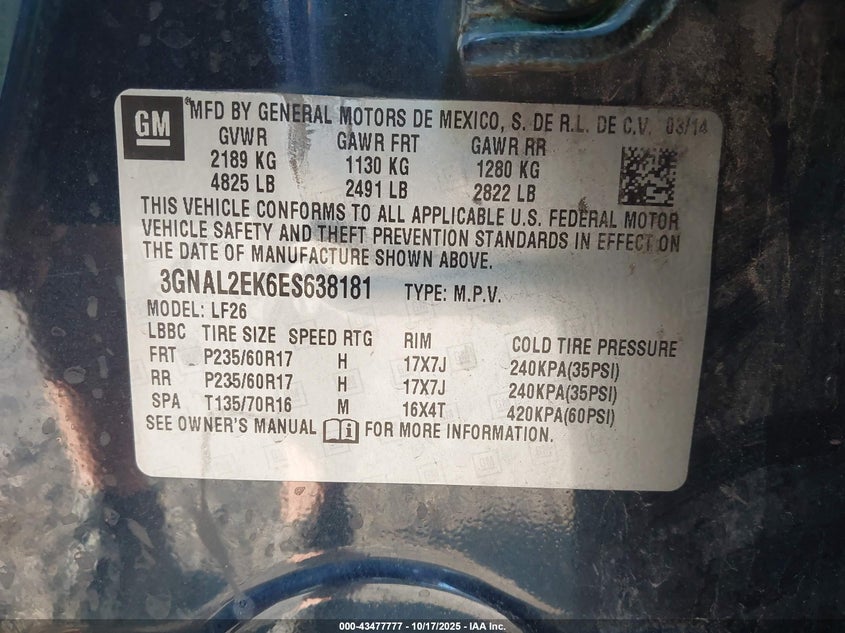 GM
MFD BY GENERAL MOTORS DE MEXICO, S. DE R.L. DE C.V. 03/14
GVWR GAWR FRT GAWR RR
2189 KG 1130 KG 1280 KG
4825 LB 2491 LB 2822 LB
THIS VEHICLE CONFORMS TO ALL APPLICABLE U.S. FEDERAL MOTOR
VEHICLE SAFETY AND THEFT PREVENTION STANDARDS IN EFFECT ON
THE DATE OF MANUFACTURE SHOWN ABOVE.
3GNAL2EK6ES638181 TYPE: M.P.V.
MODEL: LF26
LBBC TIRE SIZE SPEED RTG RIM COLD TIRE PRESSURE
FRT P235/60R17 H 17X7J 240KPA(35PSI)
RR P235/60R17 H 17X7J 240KPA(35PSI)
SPA T135/70R16 M 16X4T 420KPA(60PSI)
SEE OWNER'S MANUAL FOR MORE INFORMATION.
000-43477777 - 10/17/2025 - IAA Inc.